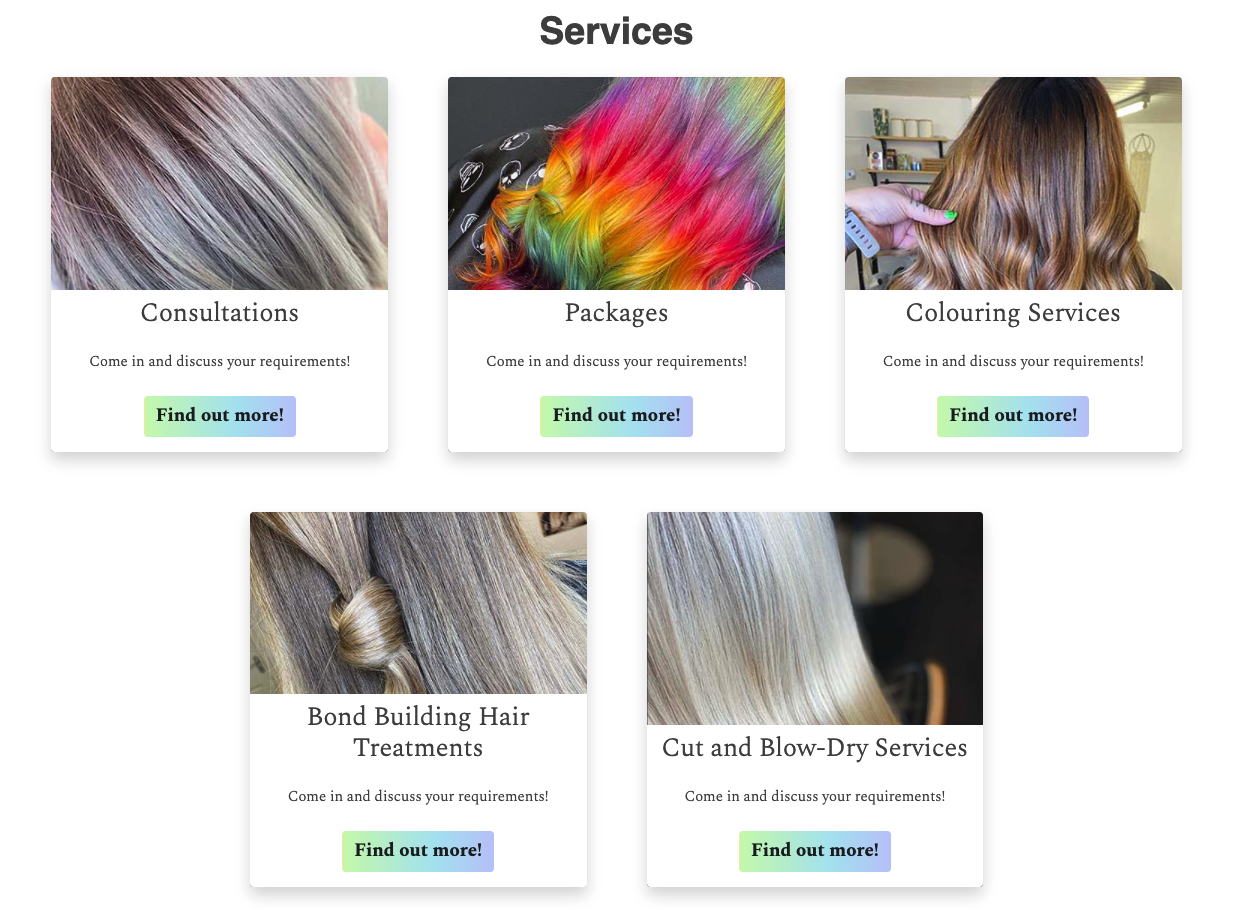 Services
Consultations
Come in and discuss your requirements!
Find out more!
Packages
Come in and discuss your requirements!
Find out more!
Colouring Services
Come in and discuss your requirements!
Find out more!
Bond Building Hair
Treatments
Come in and discuss your requirements!
Find out more!
Cut and Blow-Dry Services
Come in and discuss your requirements!
Find out more!